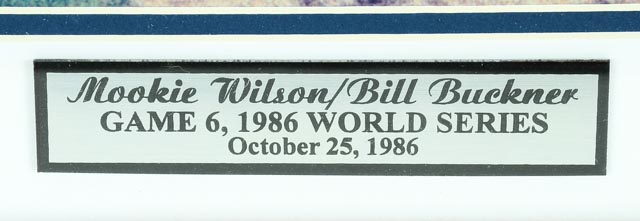 Mookie Wilson/Bill Buckner
GAME 6, 1986 WORLD SERIES
October 25, 1986